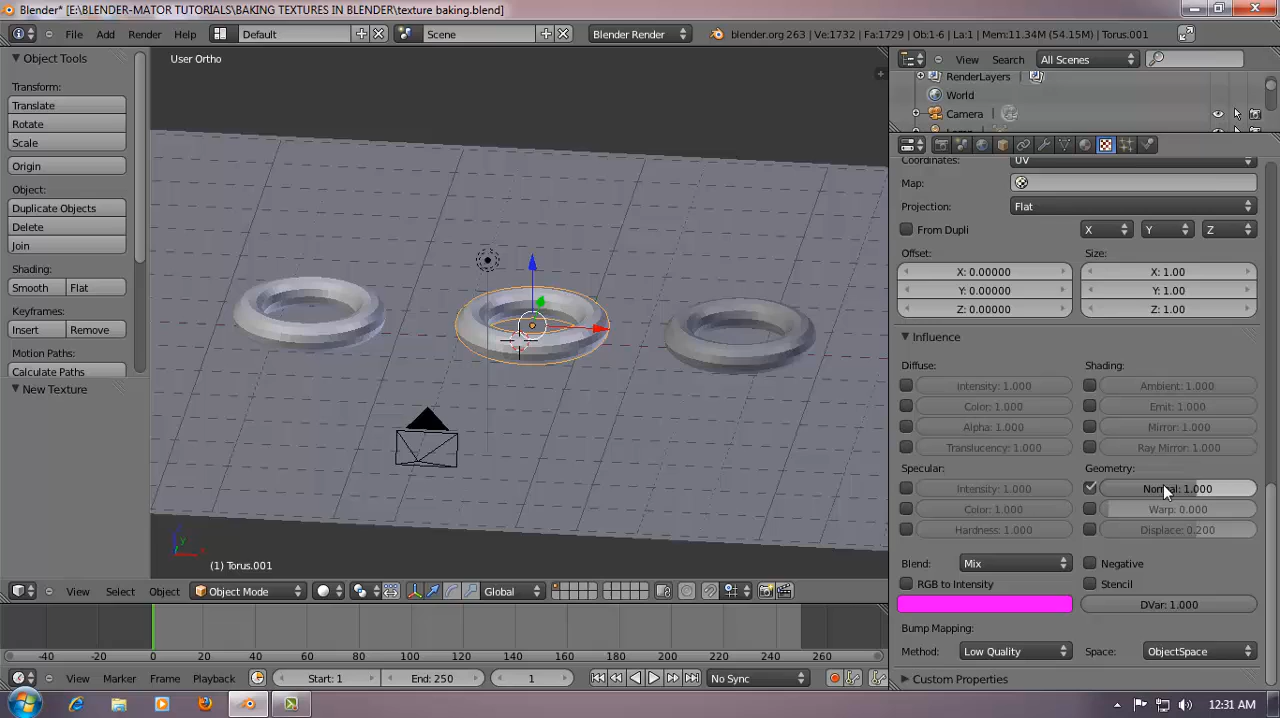 Blender* [E:\BLENDER-MATOR TUTORIALS\BAKING TEXTURES IN BLENDER\texture baking.blend]
File Add Render Help Default Scene Blender Render blender.org 263 | Ve:1732 | Fa:1729 | Ob:1-6 | La:1 | Mem:11.34M (54.15M) | Torus.001
Object Tools
Transform:
Translate
Rotate
Scale
Origin
Object:
Duplicate Objects
Delete
Join
Shading:
Smooth Flat
Keyframes:
Insert Remove
Motion Paths:
Calculate Paths
New Texture
User Ortho
(1) Torus.001
View Select Object Object Mode Global
-40 -20 0 20 40 60 80 100 120 140 160 180 200 220 240 260
View Marker Frame Playback Start: 1 End: 250 1 No Sync
View Search All Scenes
RenderLayers
World
Camera
Coordinates: UV
Map:
Projection: Flat
From Dupli X Y Z
Offset: Size:
X: 0.00000 X: 1.00
Y: 0.00000 Y: 1.00
Z: 0.00000 Z: 1.00
Influence
Diffuse: Shading:
Intensity: 1.000 Ambient: 1.000
Color: 1.000 Emit: 1.000
Alpha: 1.000 Mirror: 1.000
Translucency: 1.000 Ray Mirror: 1.000
Specular: Geometry:
Intensity: 1.000 Normal: 1.000
Color: 1.000 Warp: 0.000
Hardness: 1.000 Displace: 0.200
Blend: Mix Negative
RGB to Intensity Stencil
DVar: 1.000
Bump Mapping:
Method: Low Quality Space: ObjectSpace
Custom Properties
12:31 AM